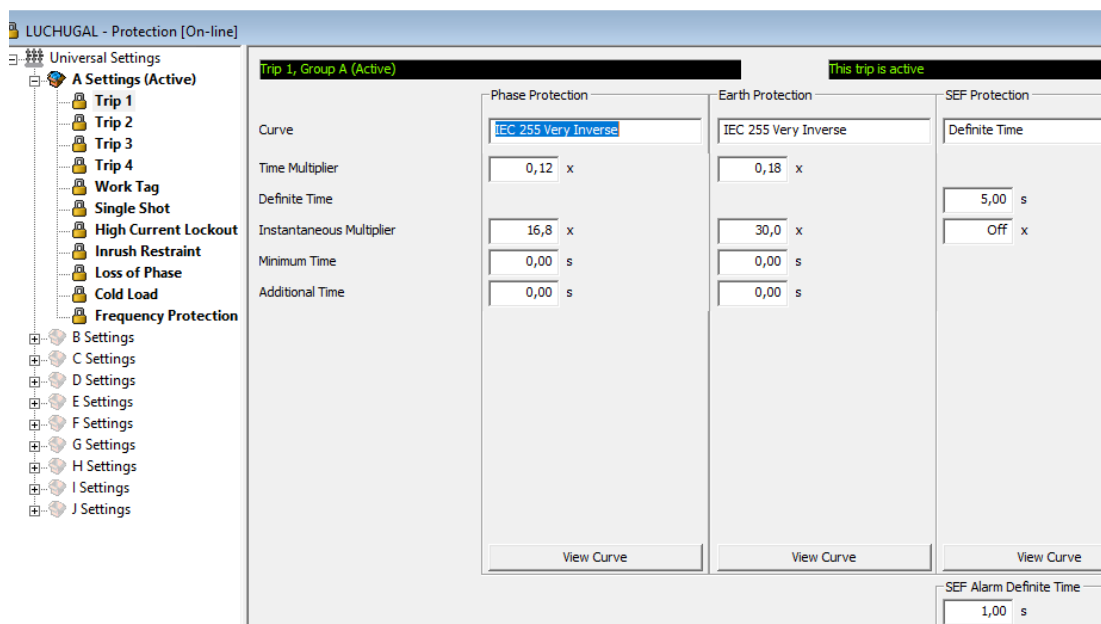 LUCHUGAL - Protection [On-line]
Universal Settings
A Settings (Active)
Trip 1
Trip 2
Trip 3
Trip 4
Work Tag
Single Shot
High Current Lockout
Inrush Restraint
Loss of Phase
Cold Load
Frequency Protection
B Settings
C Settings
D Settings
E Settings
F Settings
G Settings
H Settings
I Settings
J Settings
Trip 1, Group A (Active) This trip is active
Phase Protection Earth Protection SEF Protection
Curve IEC 255 Very Inverse IEC 255 Very Inverse Definite Time
Time Multiplier 0,12 x 0,18 x
Definite Time 5,00 s
Instantaneous Multiplier 16,8 x 30,0 x Off x
Minimum Time 0,00 s 0,00 s
Additional Time 0,00 s 0,00 s
View Curve View Curve View Curve
SEF Alarm Definite Time
1,00 s